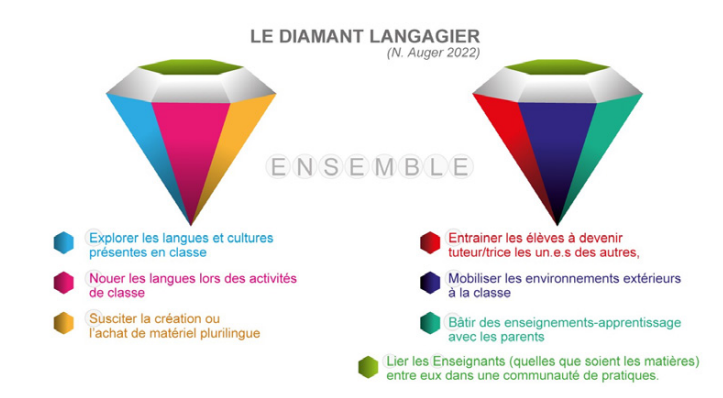 LE DIAMANT LANGAGIER
(N. Auger 2022)
ENSEMBLE
Explorer les langues et cultures
présentes en classe
Nouer les langues lors des activités
de classe
Susciter la création ou
l'achat de matériel plurilingue
Entrainer les élèves à devenir
tuteur/trice les un.e.s des autres,
Mobiliser les environnements extérieurs
à la classe
Bâtir des enseignements-apprentissage
avec les parents
Lier les Enseignants (quelles que soient les matières)
entre eux dans une communauté de pratiques.